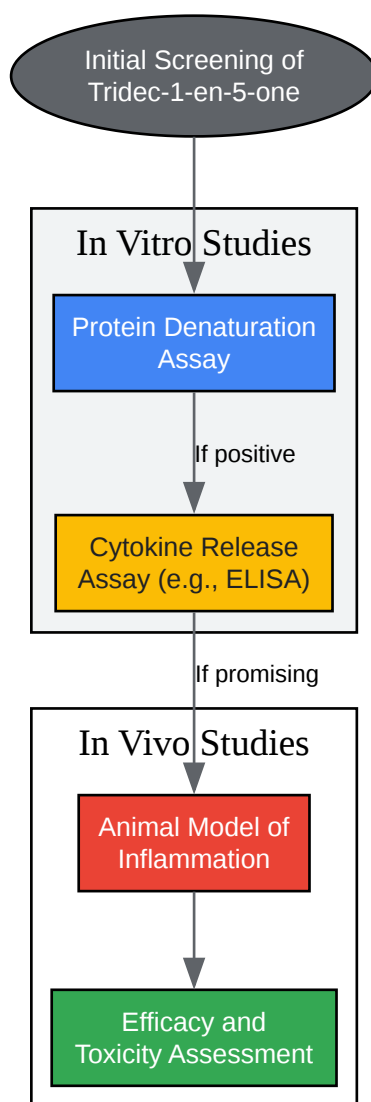 Initial Screening of
Tridec-1-en-5-one
In Vitro Studies
Protein Denaturation
Assay
If positive
Cytokine Release
Assay (e.g., ELISA)
If promising
In Vivo Studies
Animal Model of
Inflammation
Efficacy and
Toxicity Assessment